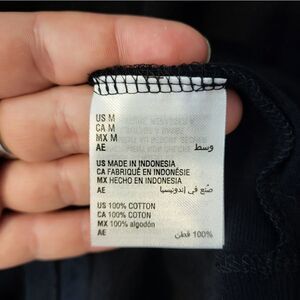 US M
CA M
MX M
AE وسط
US MADE IN INDONESIA
CA FABRIQUÉ EN INDONÉSIE
MX HECHO EN INDONESIA
AE صنع في إندونيسيا
US 100% COTTON
CA 100% COTON
MX 100% algodón
AE 100% قطن